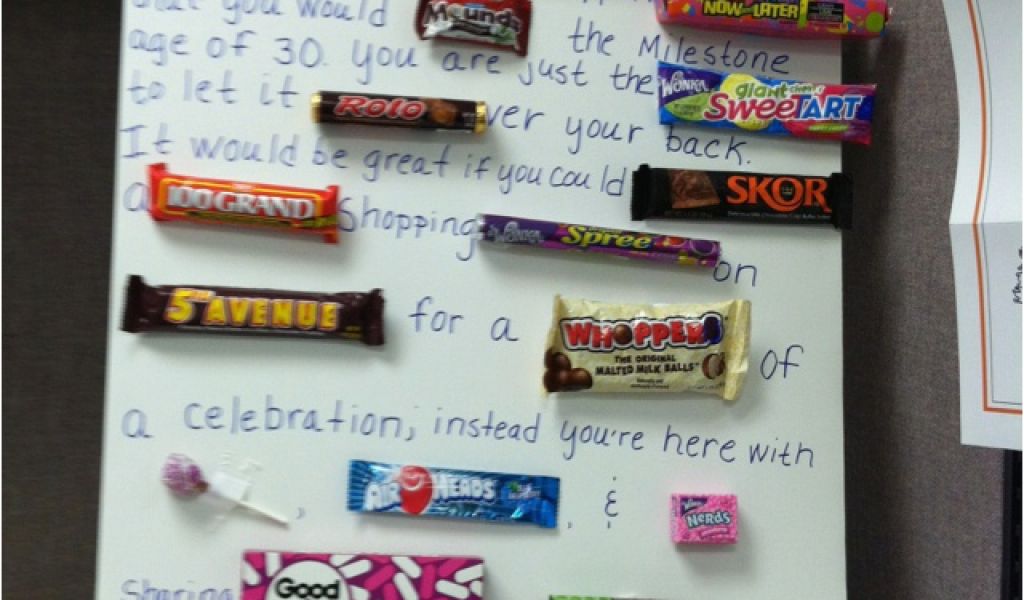 that you would Mounds NOW and LATER
age of 30. you are just the Milestone
to let it ROLO ver your back. WONKA giant chewy SWEETART
It would be great if you could SKOR
a 100 GRAND shopping WONKA Spree on
5TH AVENUE for a WHOPPERS THE ORIGINAL MALTED MILK BALLS of
a celebration, instead you're here with
, AIRHEADS , & NERDS
Sharing Good